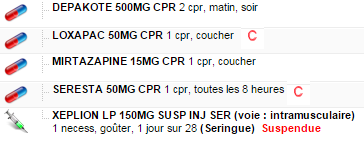 DEPAKOTE 500MG CPR 2 cpr, matin, soir
LOXAPAC 50MG CPR 1 cpr, coucher C
MIRTAZAPINE 15MG CPR 1 cpr, coucher
SERESTA 50MG CPR 1 cpr, toutes les 8 heures C
XEPLION LP 150MG SUSP INJ SER (voie : intramusculaire)
1 necess, goûter, 1 jour sur 28 (Seringue) Suspendue